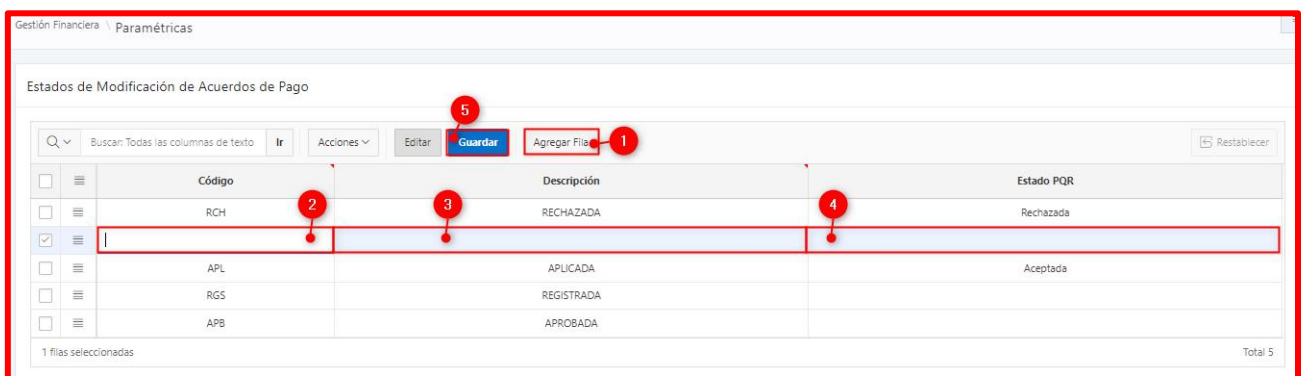 Gestión Financiera \ Paramétricas
Estados de Modificación de Acuerdos de Pago
5
Buscar: Todas las columnas de texto Ir Acciones Editar Guardar Agregar Fila 1 Restablecer
Código Descripción Estado PQR
2 3 4
RCH RECHAZADA Rechazada
APL APLICADA Aceptada
RGS REGISTRADA
APB APROBADA
1 filas seleccionadas Total 5